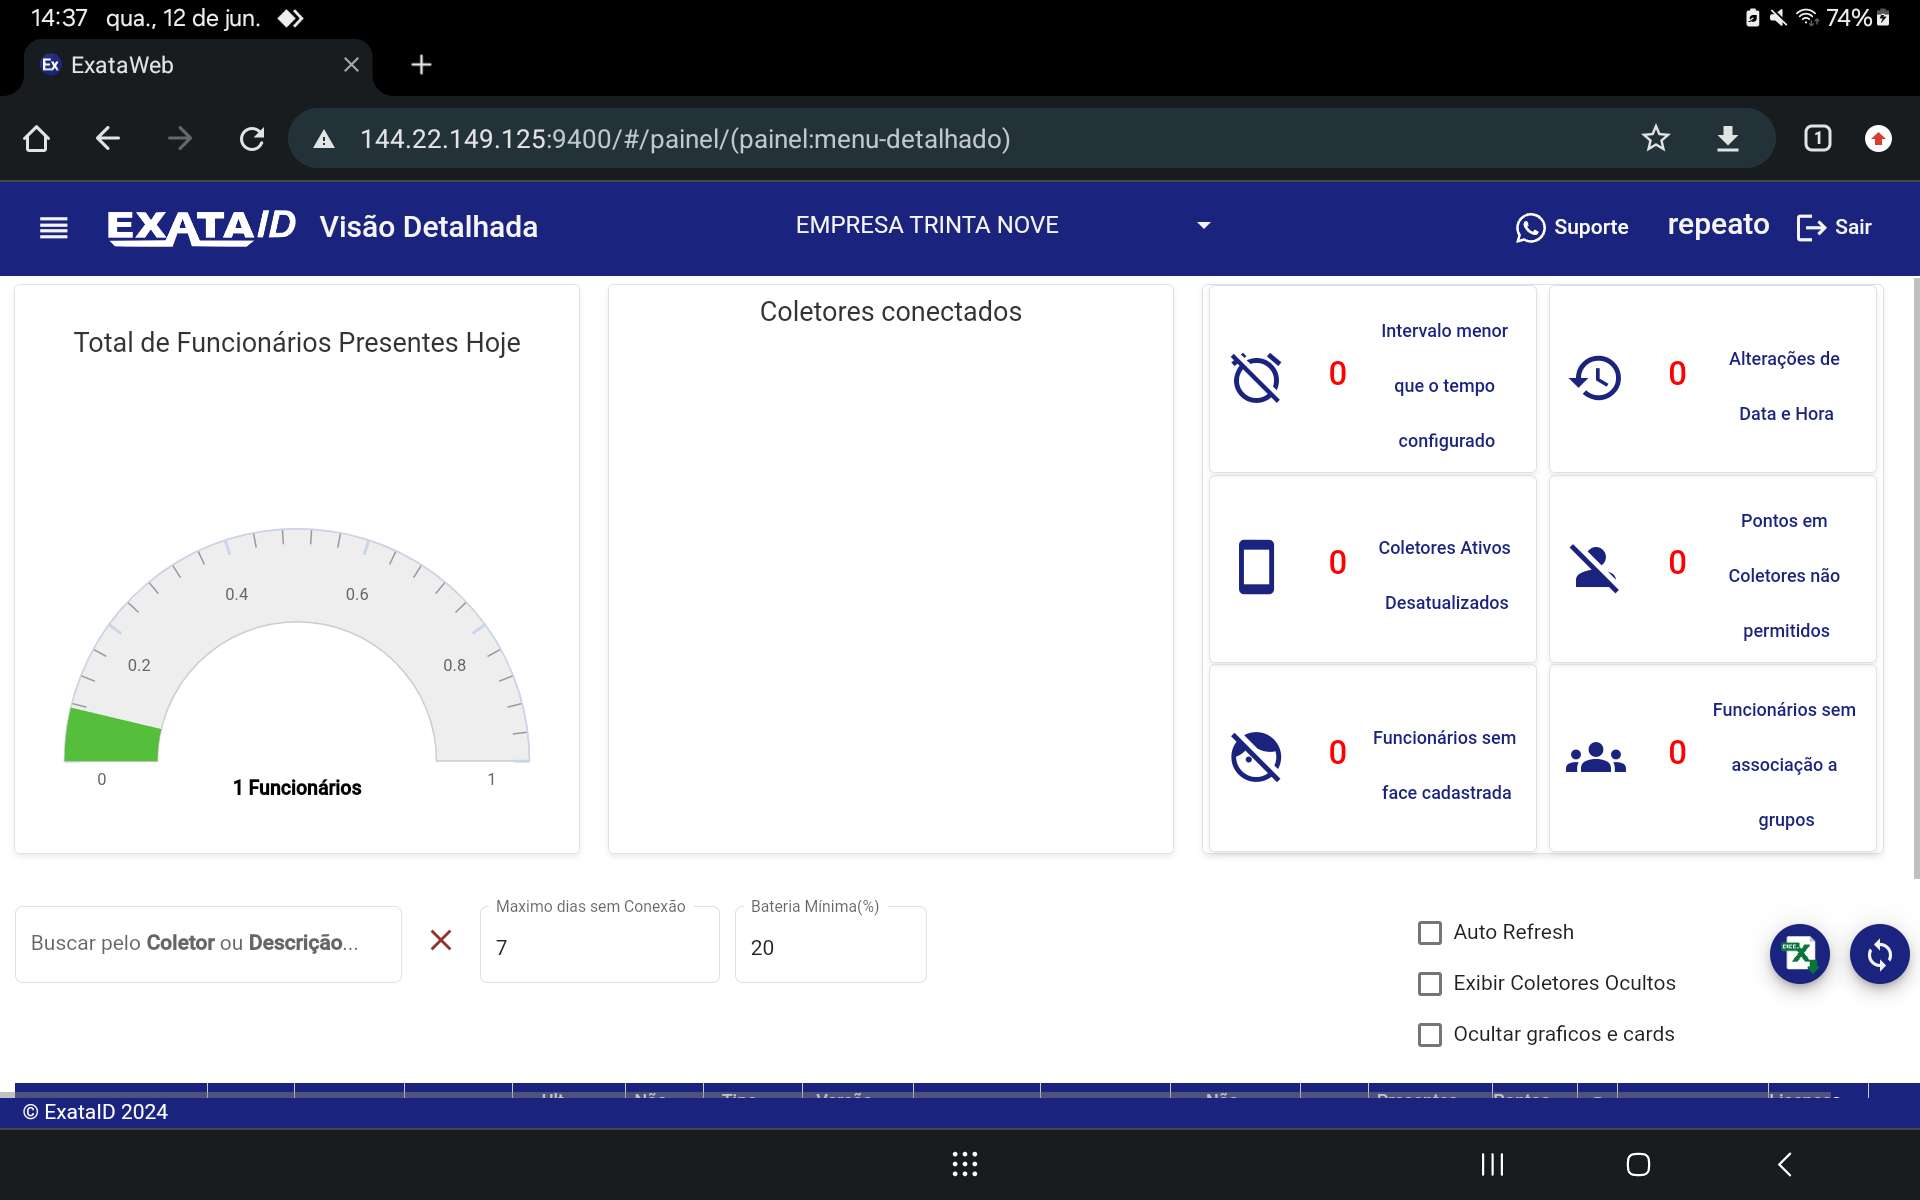 14:37 qua., 12 de jun.
74%
Ex ExataWeb
144.22.149.125:9400/#/painel/(painel:menu-detalhado)
1
EXATAID Visão Detalhada
EMPRESA TRINTA NOVE
Suporte
repeato
Sair
Total de Funcionários Presentes Hoje
0.4
0.6
0.2
0.8
0
1
1 Funcionários
Coletores conectados
0
Intervalo menor
que o tempo
configurado
0
Alterações de
Data e Hora
0
Coletores Ativos
Desatualizados
0
Pontos em
Coletores não
permitidos
0
Funcionários sem
face cadastrada
0
Funcionários sem
associação a
grupos
Buscar pelo Coletor ou Descrição...
Maximo dias sem Conexão
7
Bateria Mínima(%)
20
Auto Refresh
Exibir Coletores Ocultos
Ocultar graficos e cards
© ExataID 2024